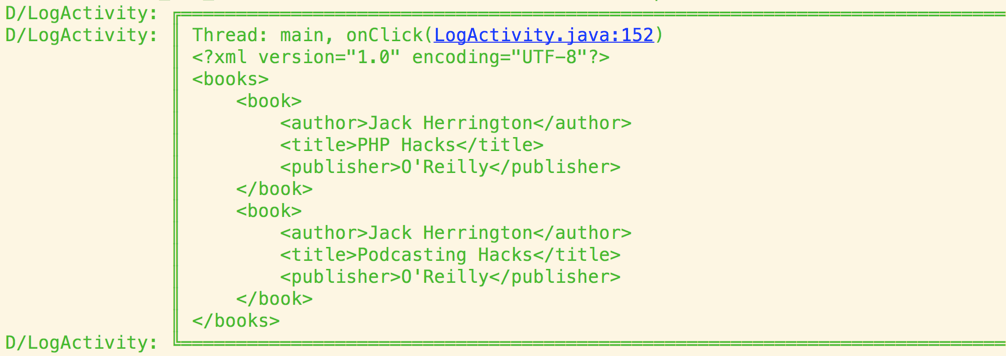 D/LogActivity:
D/LogActivity: Thread: main, onClick(LogActivity.java:152)
<?xml version="1.0" encoding="UTF-8"?>
<books>
    <book>
        <author>Jack Herrington</author>
        <title>PHP Hacks</title>
        <publisher>O'Reilly</publisher>
    </book>
    <book>
        <author>Jack Herrington</author>
        <title>Podcasting Hacks</title>
        <publisher>O'Reilly</publisher>
    </book>
</books>
D/LogActivity: